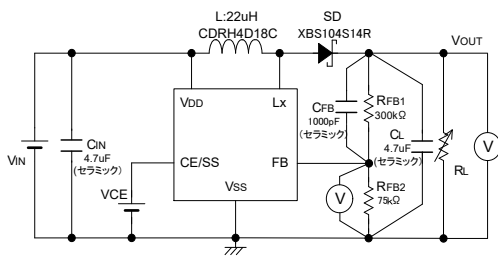 L:22uH
CDRH4D18C
SD
XBS104S14R
VOUT
VDD
Lx
CE/SS
FB
VSS
VIN
CIN
4.7uF
(セラミック)
VCE
CFB
1000pF
(セラミック)
RFB1
300kΩ
CL
4.7uF
(セラミック)
RFB2
75kΩ
V
RL
V